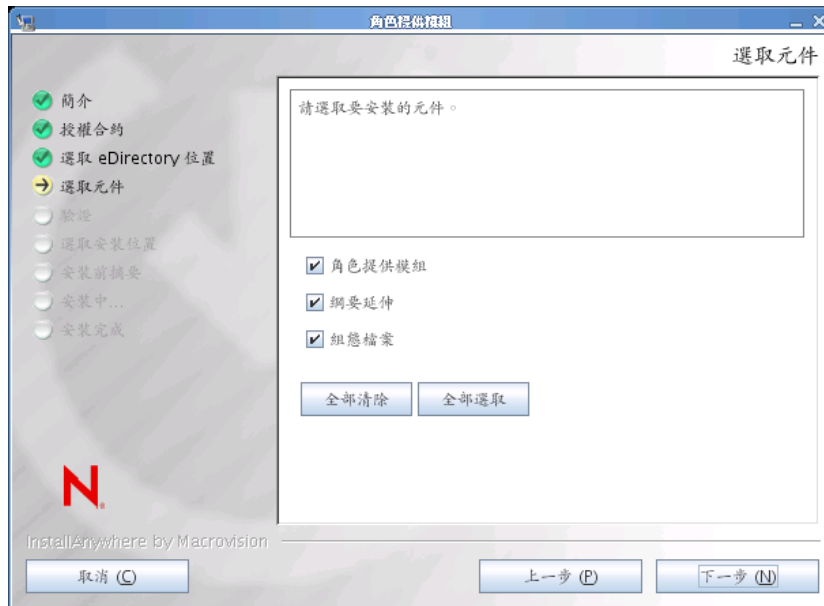 角色提供模組
選取元件
簡介
授權合約
選取 eDirectory 位置
選取元件
驗證
選取安裝位置
安裝前摘要
安裝中...
安裝完成
請選取要安裝的元件。
角色提供模組
綱要延伸
組態檔案
全部清除
全部選取
N
InstallAnywhere by Macrovision
取消 (C)
上一步 (P)
下一步 (N)